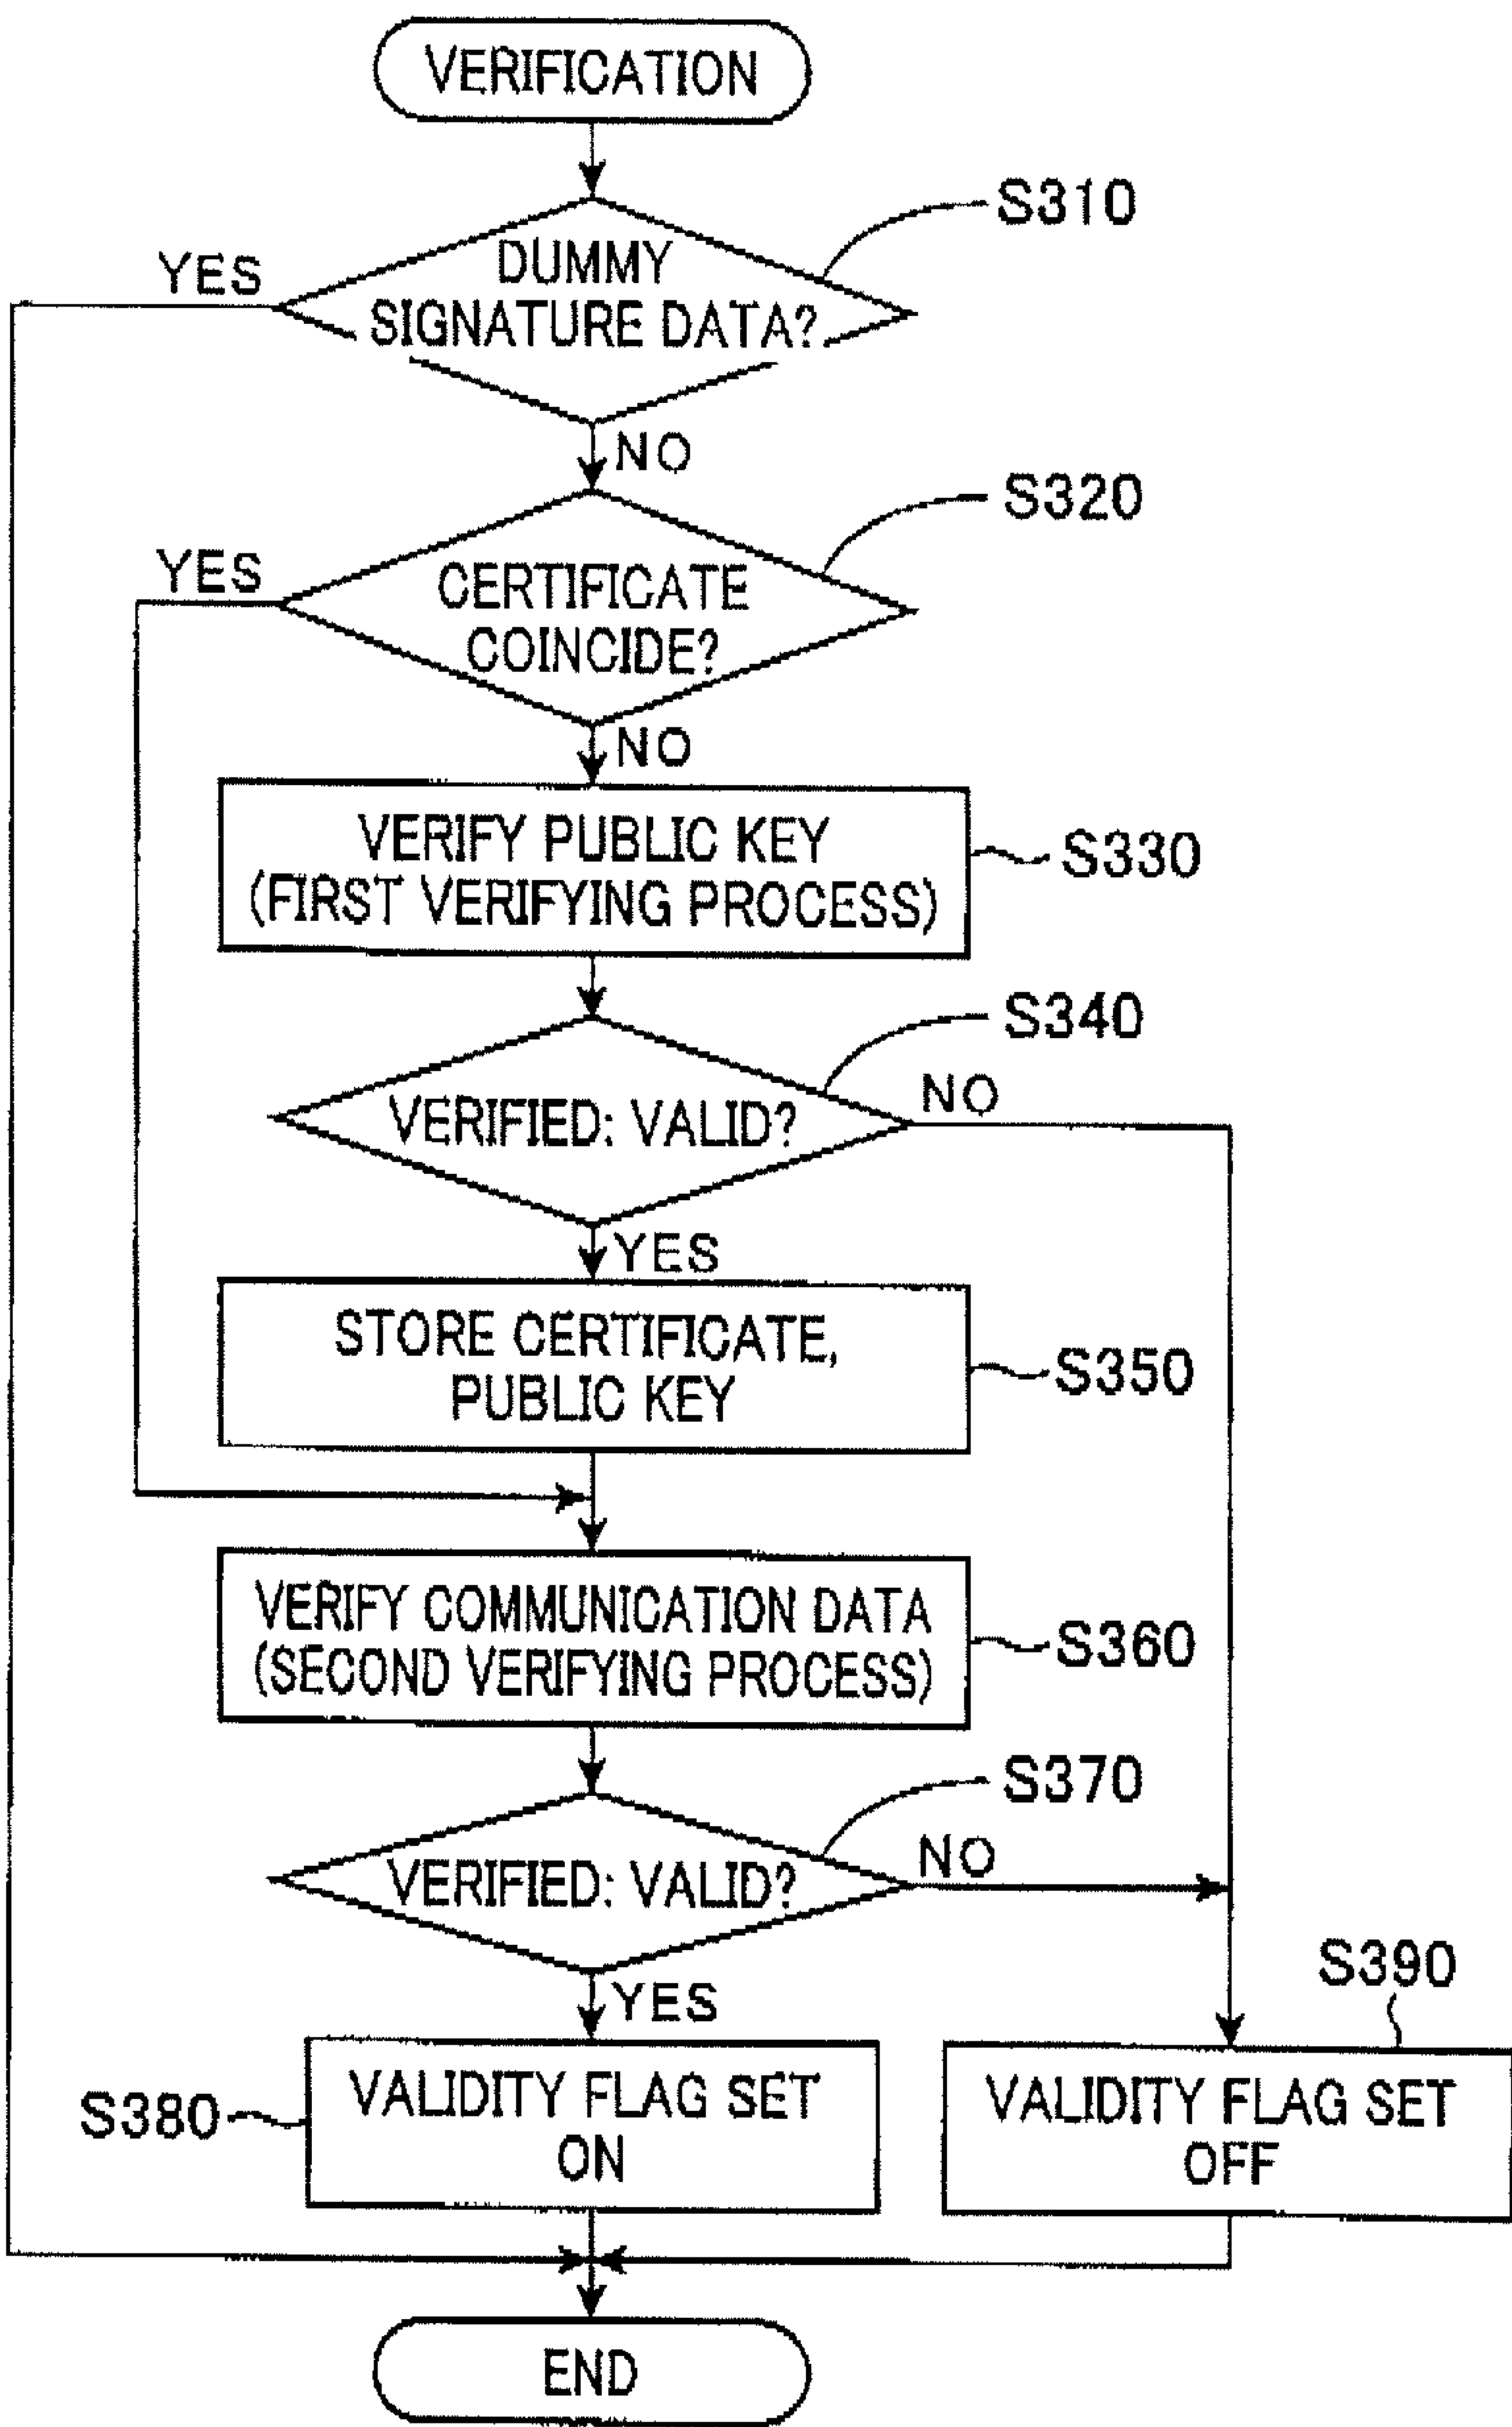 VERIFICATION
S310
YES
DUMMY
SIGNATURE DATA?
NO
S320
YES
CERTIFICATE
COINCIDE?
NO
VERIFY PUBLIC KEY
(FIRST VERIFYING PROCESS)
S330
S340
NO
VERIFIED: VALID?
YES
STORE CERTIFICATE,
PUBLIC KEY
S350
VERIFY COMMUNICATION DATA
(SECOND VERIFYING PROCESS)
S360
S370
NO
VERIFIED: VALID?
YES
S390
S380
VALIDITY FLAG SET
ON
VALIDITY FLAG SET
OFF
END